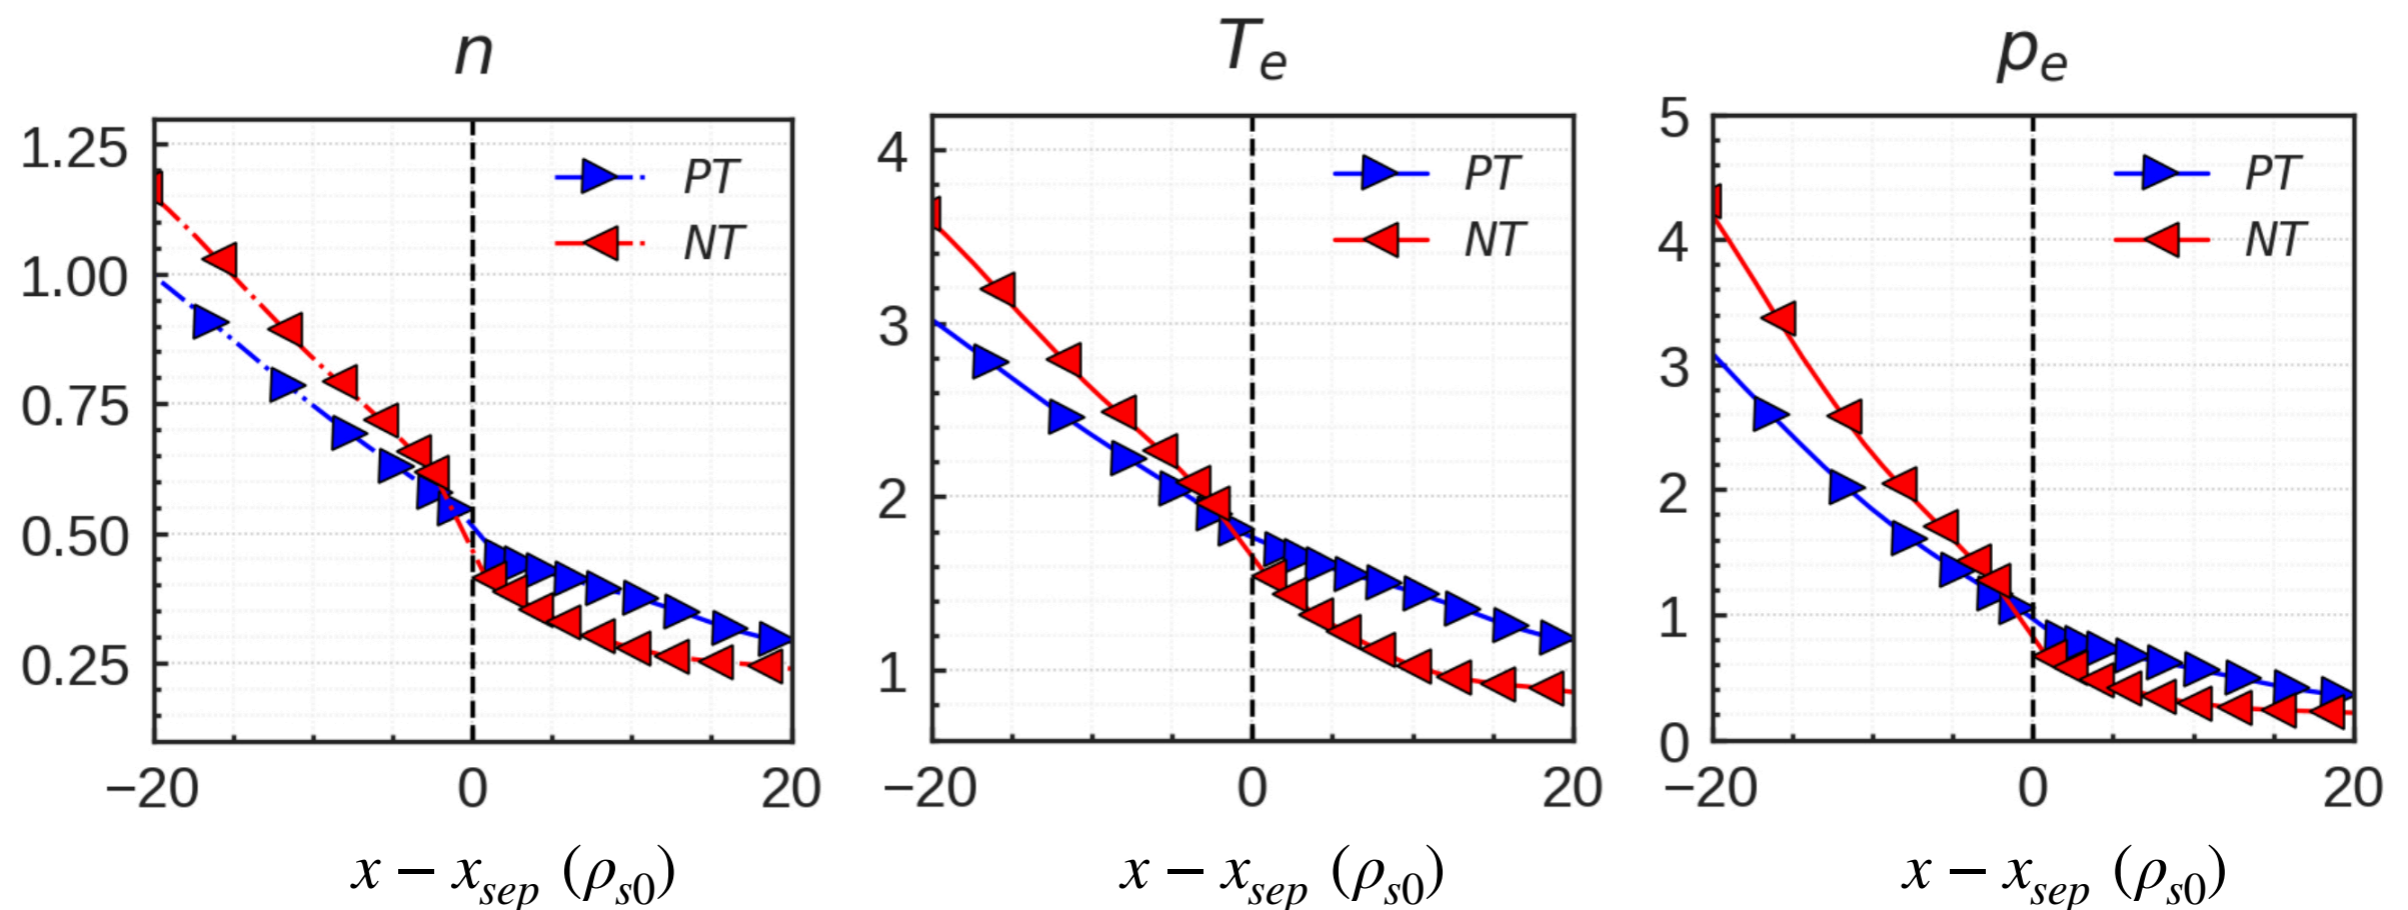 n
1.25
1.00
0.75
0.50
0.25
PT
NT
−20 0 20
x − x_sep (ρ_s0)
T_e
4
3
2
1
PT
NT
−20 0 20
x − x_sep (ρ_s0)
p_e
5
4
3
2
1
0
PT
NT
−20 0 20
x − x_sep (ρ_s0)